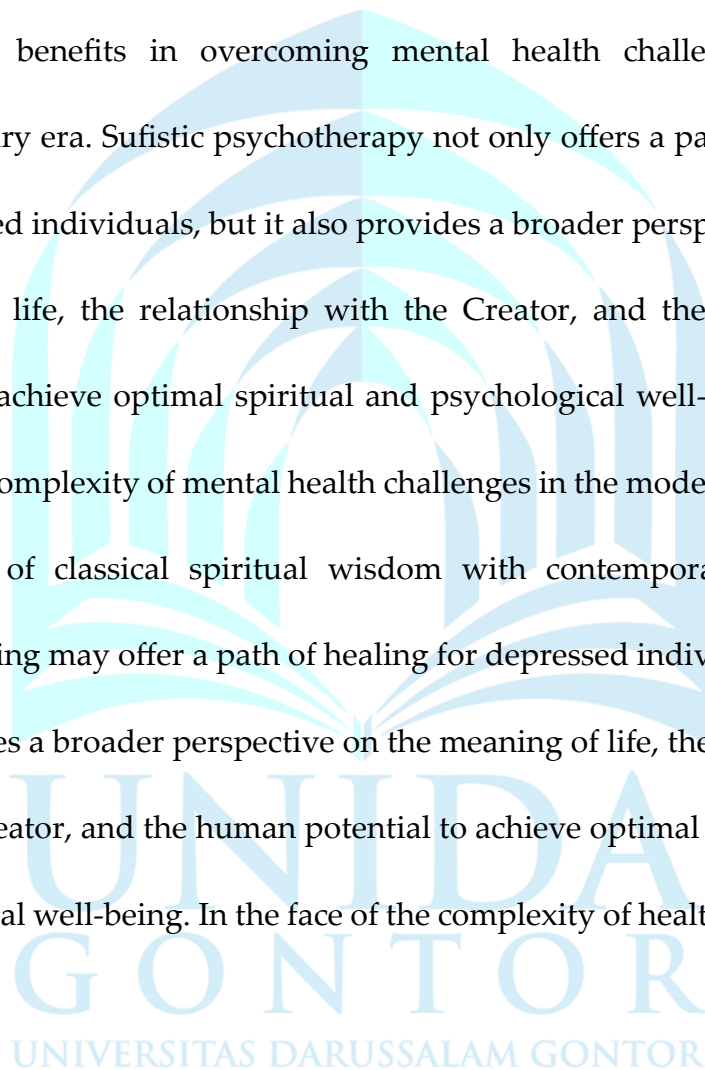 benefits in overcoming mental health challe
ry era. Sufistic psychotherapy not only offers a pa
ed individuals, but it also provides a broader persp
life, the relationship with the Creator, and the
achieve optimal spiritual and psychological well-
omplexity of mental health challenges in the mode
of classical spiritual wisdom with contempora
ing may offer a path of healing for depressed indiv
es a broader perspective on the meaning of life, the
eator, and the human potential to achieve optimal
al well-being. In the face of the complexity of healt
UNIDA
GONTOR
UNIVERSITAS DARUSSALAM GONTOR